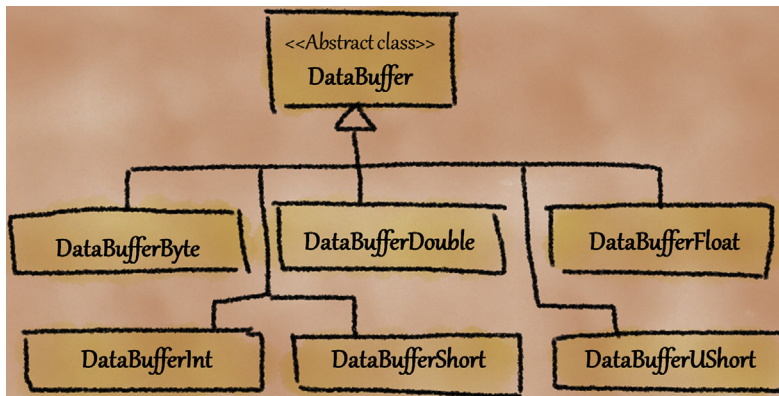 <<Abstract class>>
DataBuffer
DataBufferByte
DataBufferDouble
DataBufferFloat
DataBufferInt
DataBufferShort
DataBufferUShort